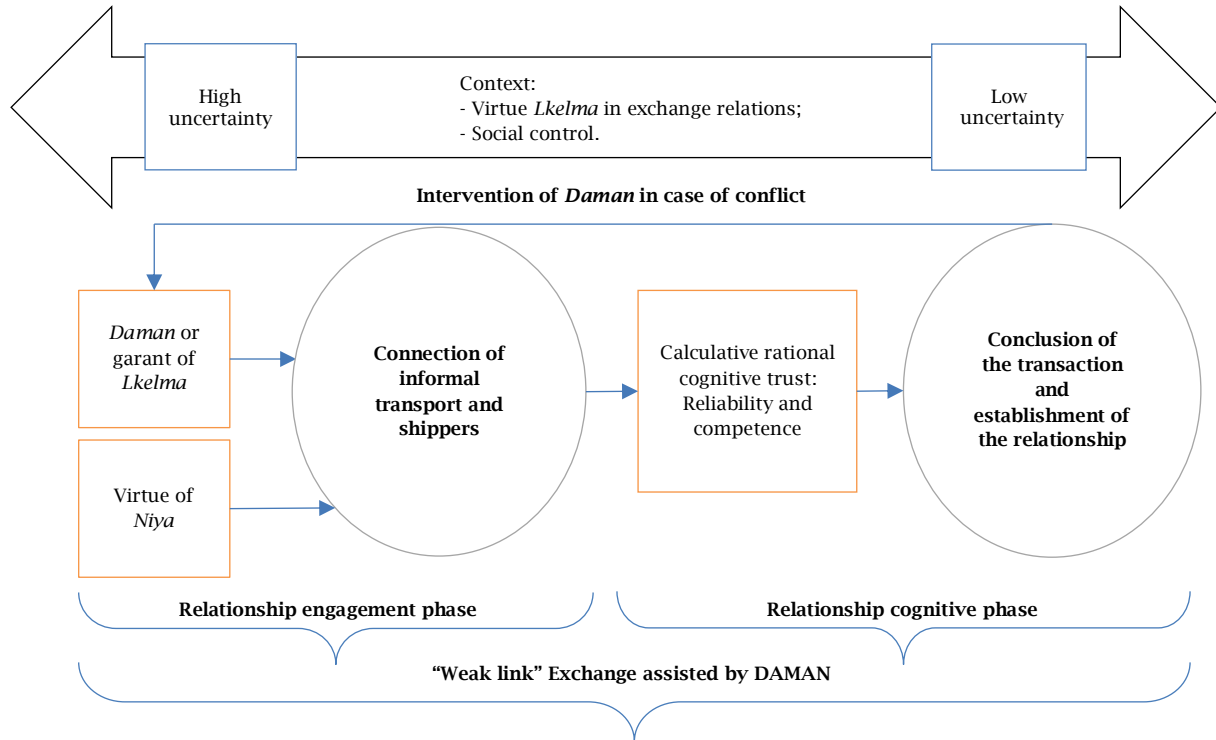 High
uncertainty
Context:
- Virtue Lkelma in exchange relations;
- Social control.
Low
uncertainty
Intervention of Daman in case of conflict
Daman or
garant of
Lkelma
Virtue of
Niya
Connection of
informal
transport and
shippers
Calculative rational
cognitive trust:
Reliability and
competence
Conclusion of
the transaction
and
establishment of
the relationship
Relationship engagement phase
Relationship cognitive phase
“Weak link” Exchange assisted by DAMAN